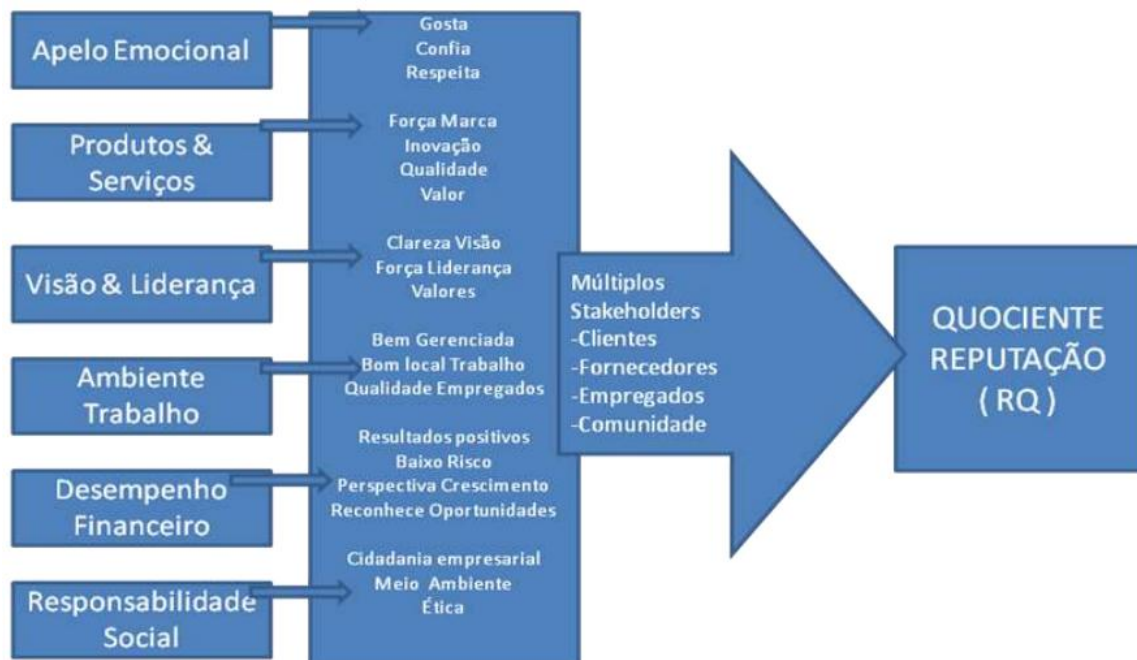 Apelo Emocional
Gosta
Confia
Respeita
Produtos &
Serviços
Força Marca
Inovação
Qualidade
Valor
Visão & Liderança
Clareza Visão
Força Liderança
Valores
Ambiente
Trabalho
Bem Gerenciada
Bom local Trabalho
Qualidade Empregados
Desempenho
Financeiro
Resultados positivos
Baixo Risco
Perspectiva Crescimento
Reconhece Oportunidades
Responsabilidade
Social
Cidadania empresarial
Meio Ambiente
Ética
Múltiplos
Stakeholders
-Clientes
-Fornecedores
-Empregados
-Comunidade
QUOCIENTE
REPUTAÇÃO
( RQ )